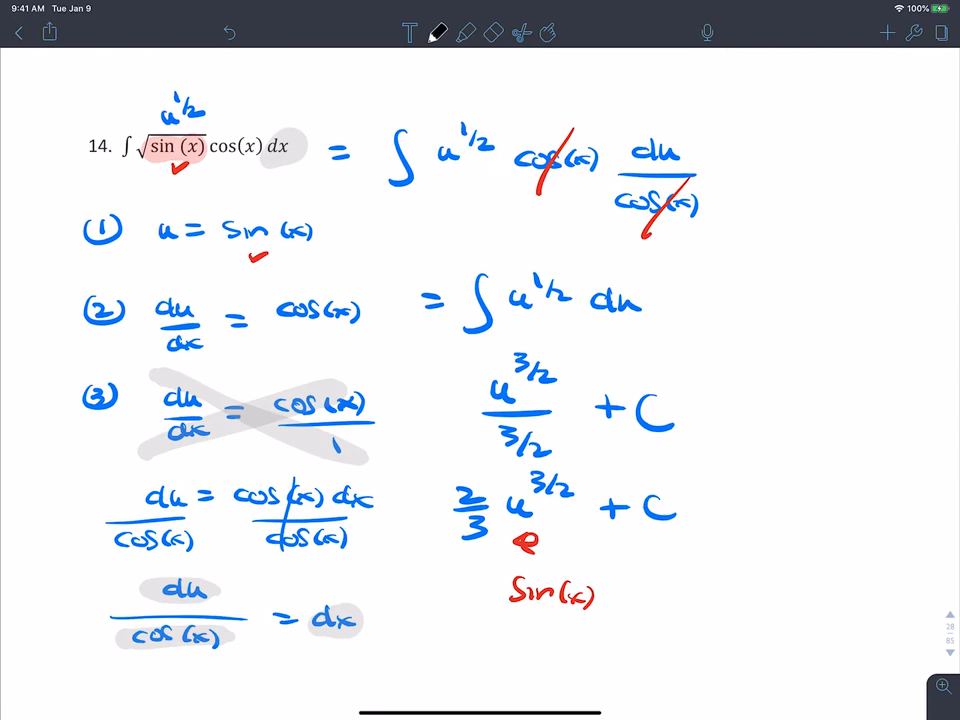 9:41 AM Tue Jan 9
100%
u^1/2
14. ∫ √sin (x) cos(x) dx = ∫ u^1/2 cos(x) du/cos(x)
(1) u = sin (x)
(2) du/dx = cos(x)
= ∫ u^1/2 du
(3) du/dx = cos(x)/1
u^3/2 / 3/2 + C
du/cos(x) = cos(x) dx/cos(x)
2/3 u^3/2 + C
sin(x)
du/cos(x) = dx
28
85